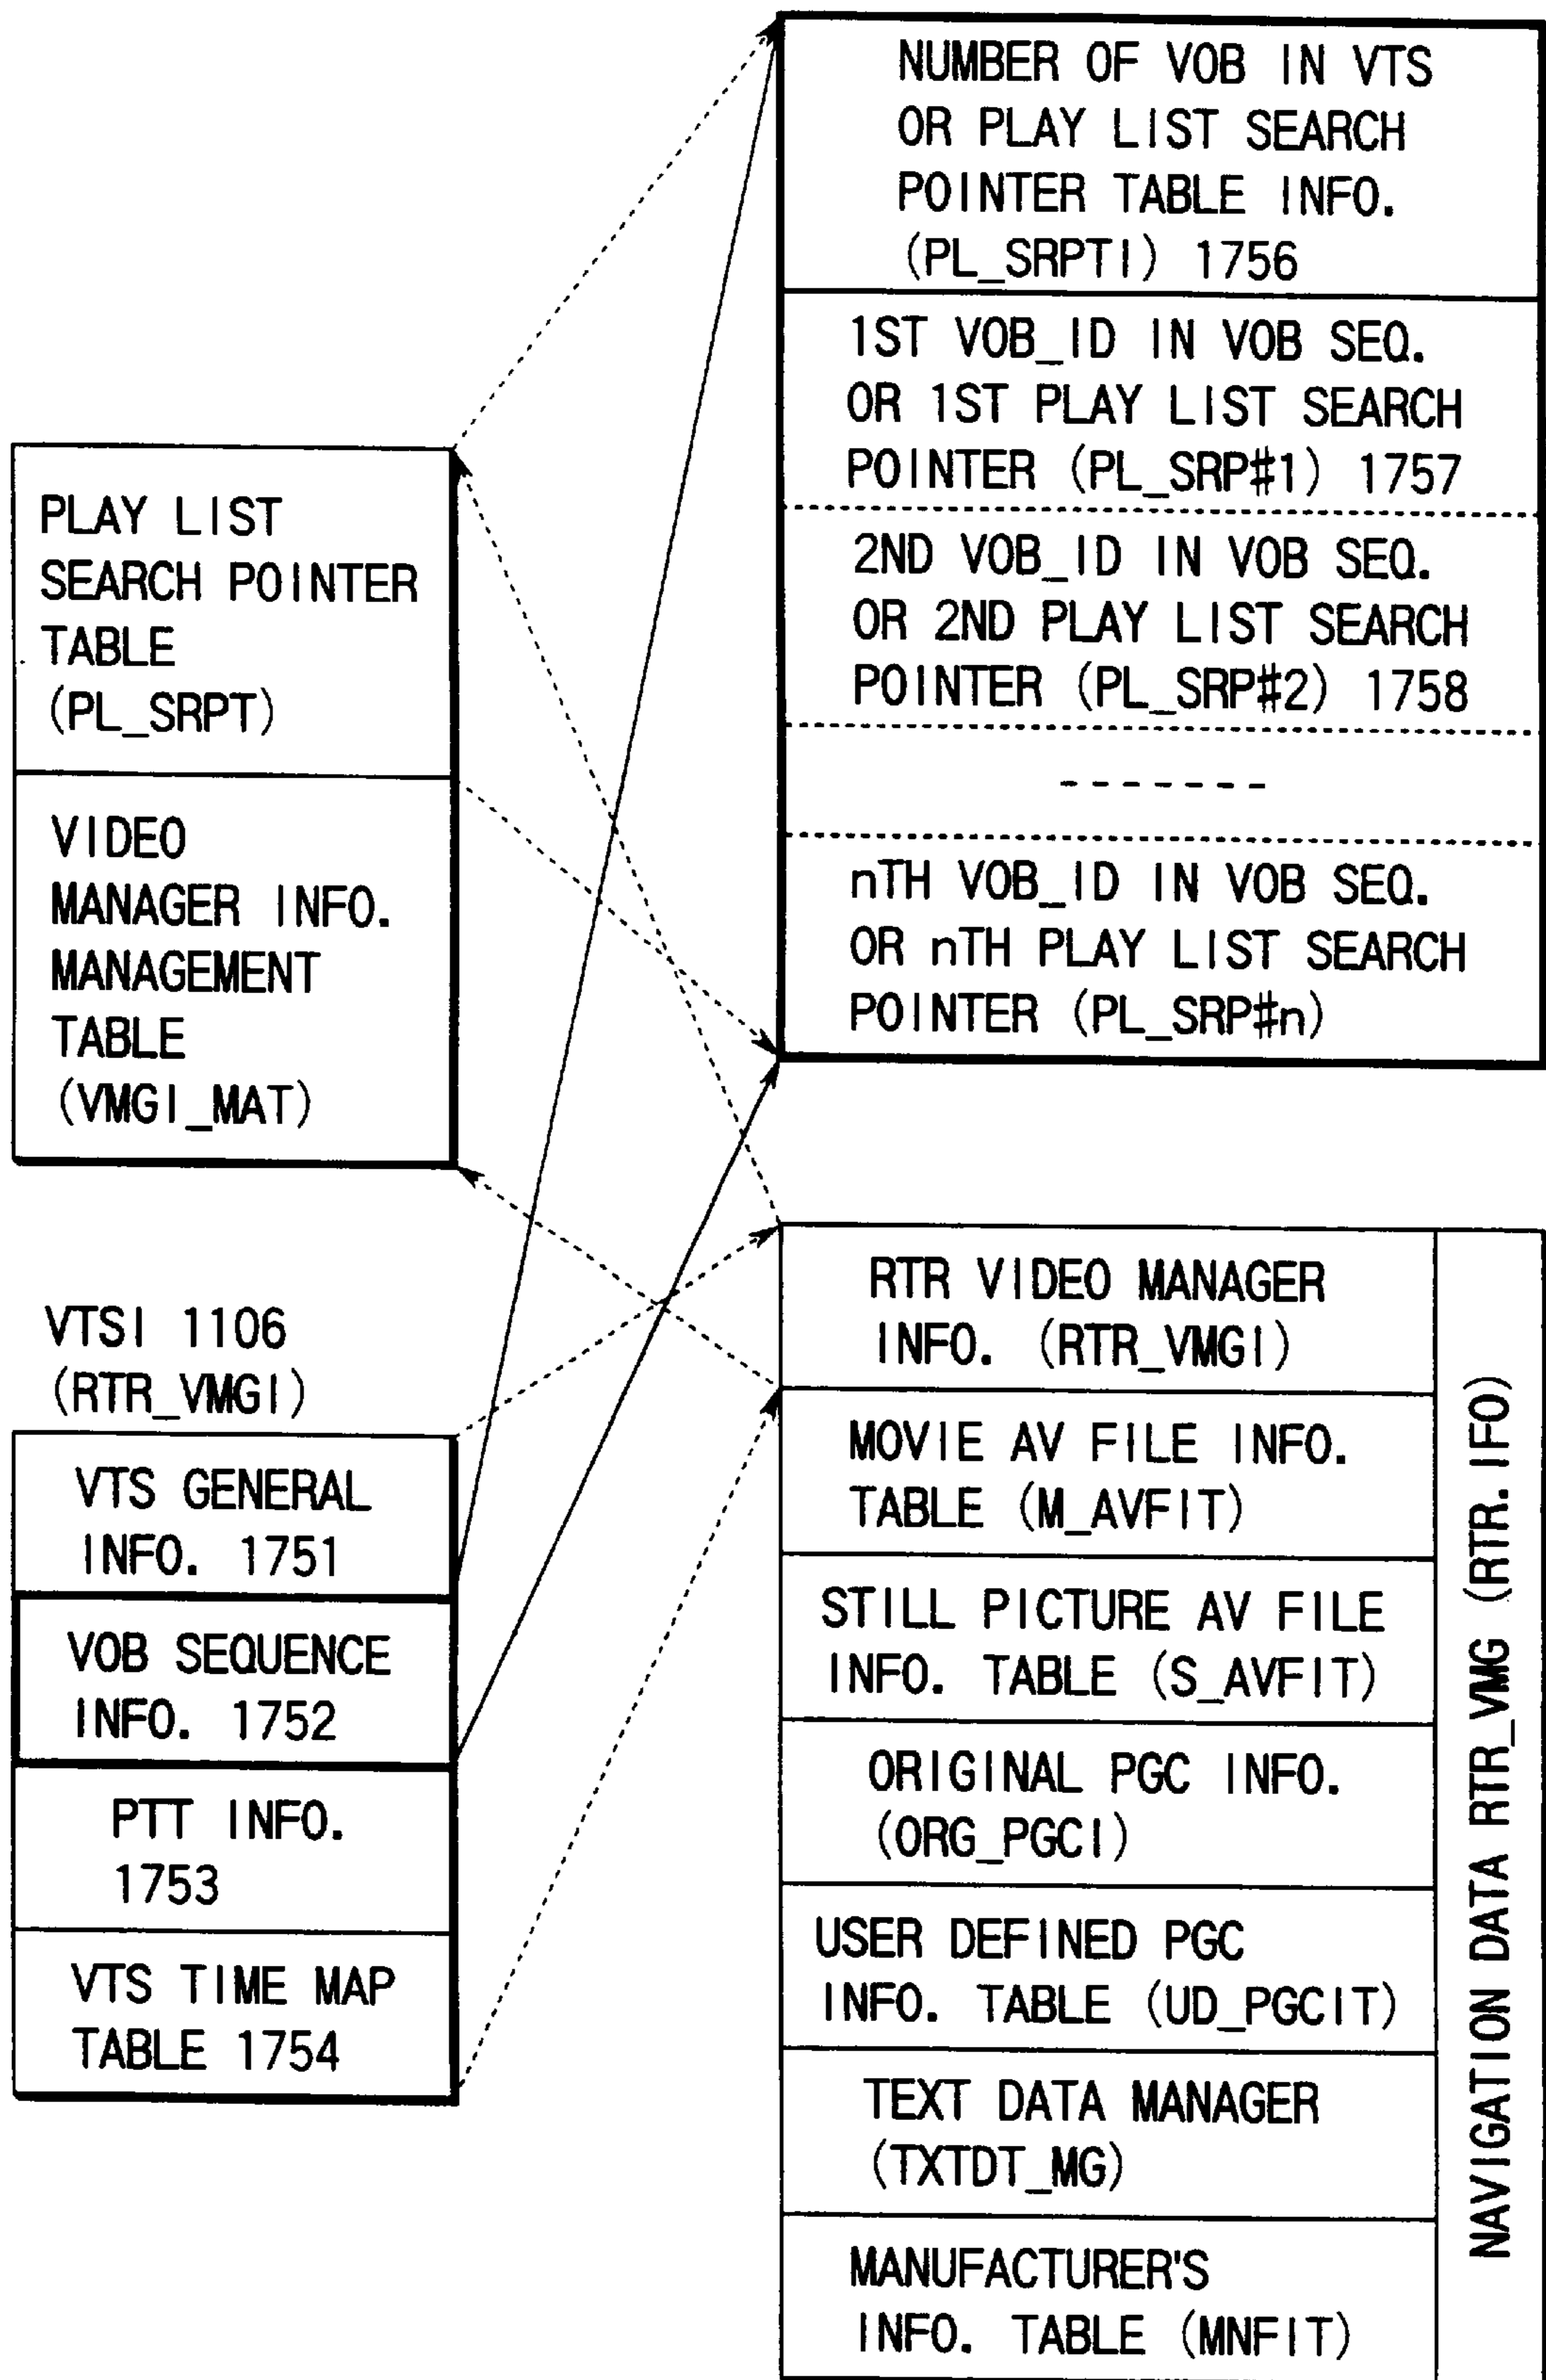 NUMBER OF VOB IN VTS
OR PLAY LIST SEARCH
POINTER TABLE INFO.
(PL_SRPTI) 1756
1ST VOB_ID IN VOB SEQ.
OR 1ST PLAY LIST SEARCH
POINTER (PL_SRP#1) 1757
2ND VOB_ID IN VOB SEQ.
OR 2ND PLAY LIST SEARCH
POINTER (PL_SRP#2) 1758
-------
nTH VOB_ID IN VOB SEQ.
OR nTH PLAY LIST SEARCH
POINTER (PL_SRP#n)
PLAY LIST
SEARCH POINTER
TABLE
(PL_SRPT)
VIDEO
MANAGER INFO.
MANAGEMENT
TABLE
(VMGI_MAT)
VTSI 1106
(RTR_VMGI)
VTS GENERAL
INFO. 1751
VOB SEQUENCE
INFO. 1752
PTT INFO.
1753
VTS TIME MAP
TABLE 1754
RTR VIDEO MANAGER
INFO. (RTR_VMGI)
MOVIE AV FILE INFO.
TABLE (M_AVFIT)
STILL PICTURE AV FILE
INFO. TABLE (S_AVFIT)
ORIGINAL PGC INFO.
(ORG_PGCI)
USER DEFINED PGC
INFO. TABLE (UD_PGCIT)
TEXT DATA MANAGER
(TXTDT_MG)
MANUFACTURER'S
INFO. TABLE (MNFIT)
NAVIGATION DATA RTR_VMG (RTR.IFO)